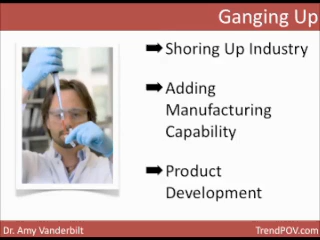 Ganging Up
Shoring Up Industry
Adding
Manufacturing
Capability
Product
Development
Dr. Amy Vanderbilt
TrendPOV.com